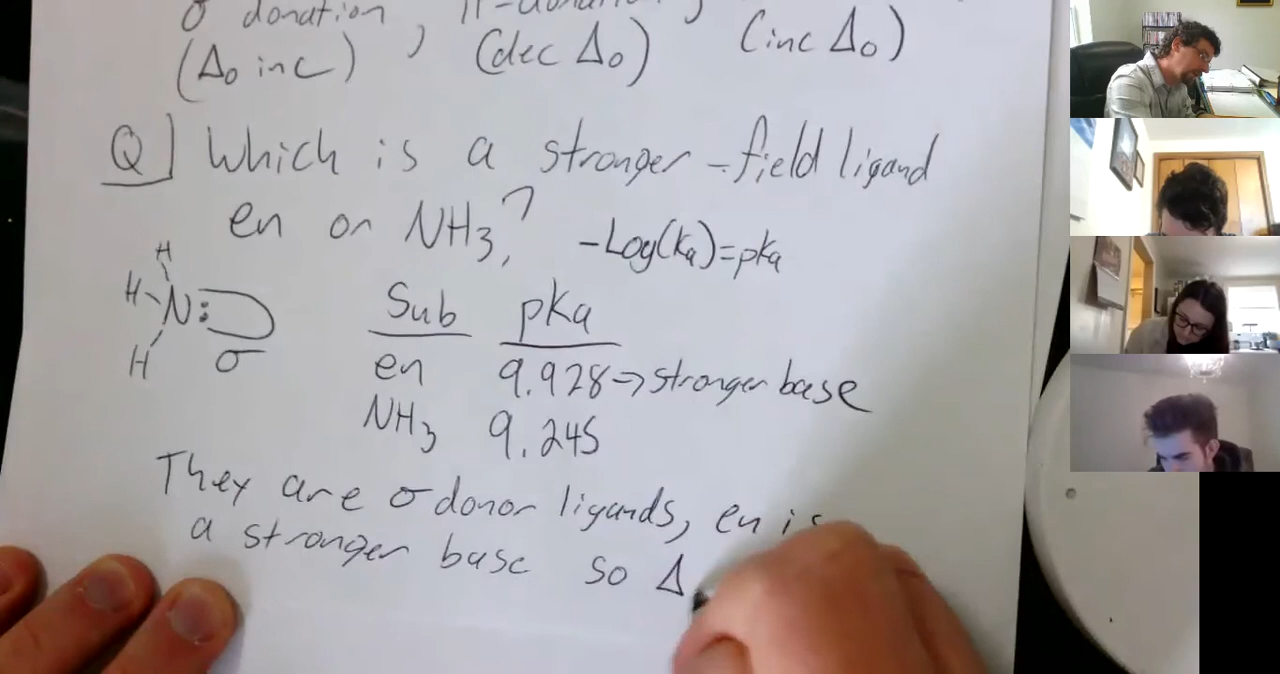 σ donation, π-donation,
(Δo inc) , (dec Δo) (inc Δo)
Q] Which is a stronger-field ligand
en or NH3, ?
-Log(ka)=pka
H
H N:
H σ
Sub pka
en 9.928→stronger base
NH3 9.245
They are σ donor ligands, en is
a stronger base so Δ